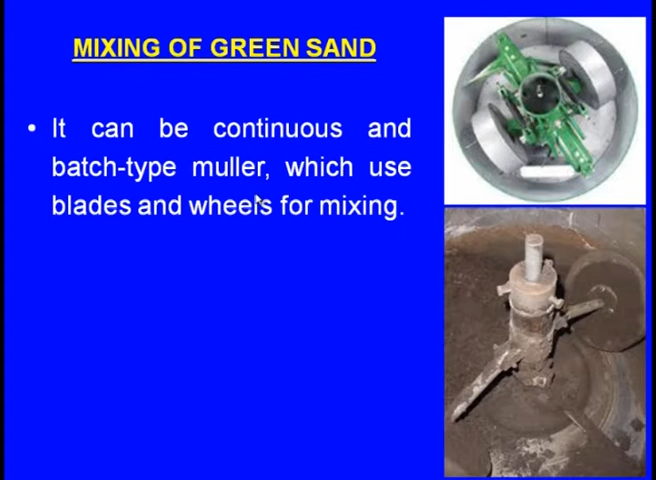 MIXING OF GREEN SAND
• It can be continuous and
batch-type muller, which use
blades and wheels for mixing.